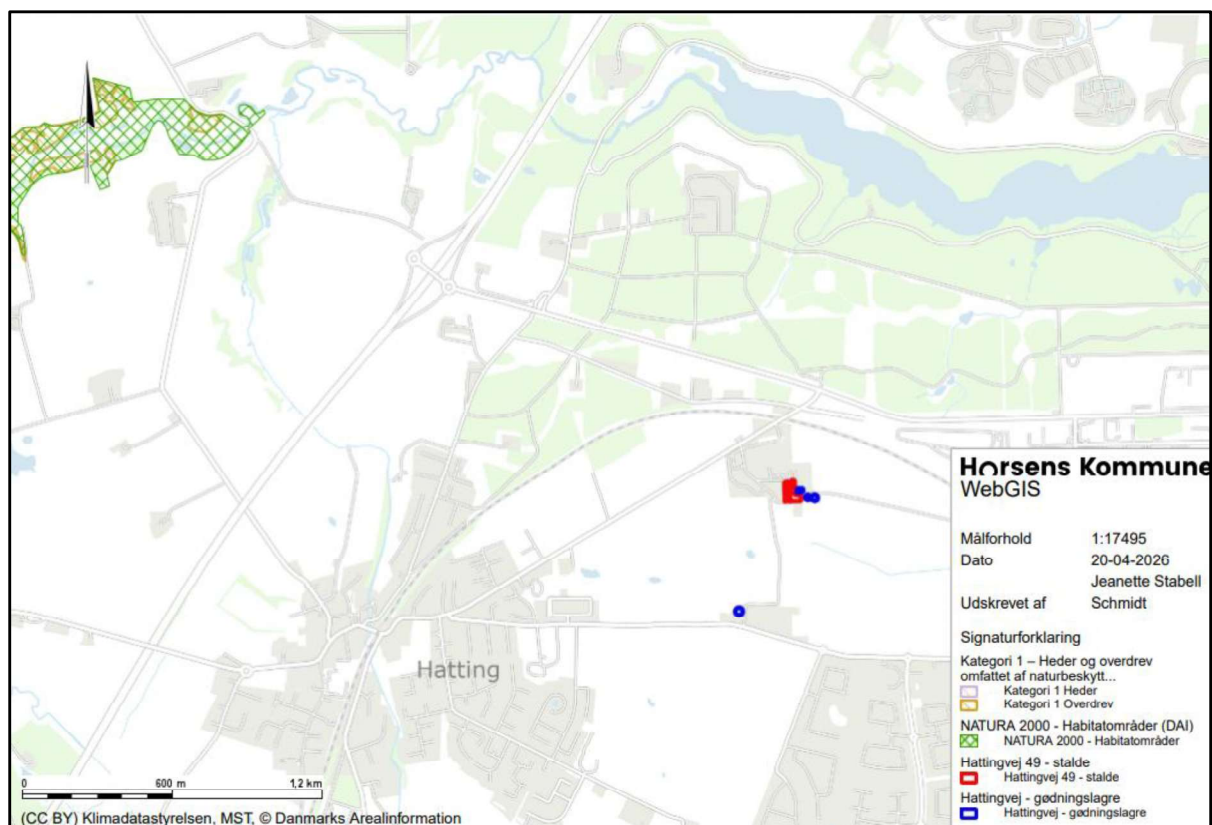 Hatting
Horsens Kommune
WebGIS
Målforhold 1:17495
Dato 20-04-2026
Jeanette Stabell
Udskrevet af Schmidt
Signaturforklaring
Kategori 1 – Heder og overdrev
omfattet af naturbeskytt...
Kategori 1 Heder
Kategori 1 Overdrev
NATURA 2000 - Habitatområder (DAI)
NATURA 2000 - Habitatområder
Hattingvej 49 - stalde
Hattingvej 49 - stalde
Hattingvej - gødningslagre
Hattingvej - gødningslagre
0 600 m 1,2 km
(CC BY) Klimadatastyrelsen, MST, © Danmarks Arealinformation